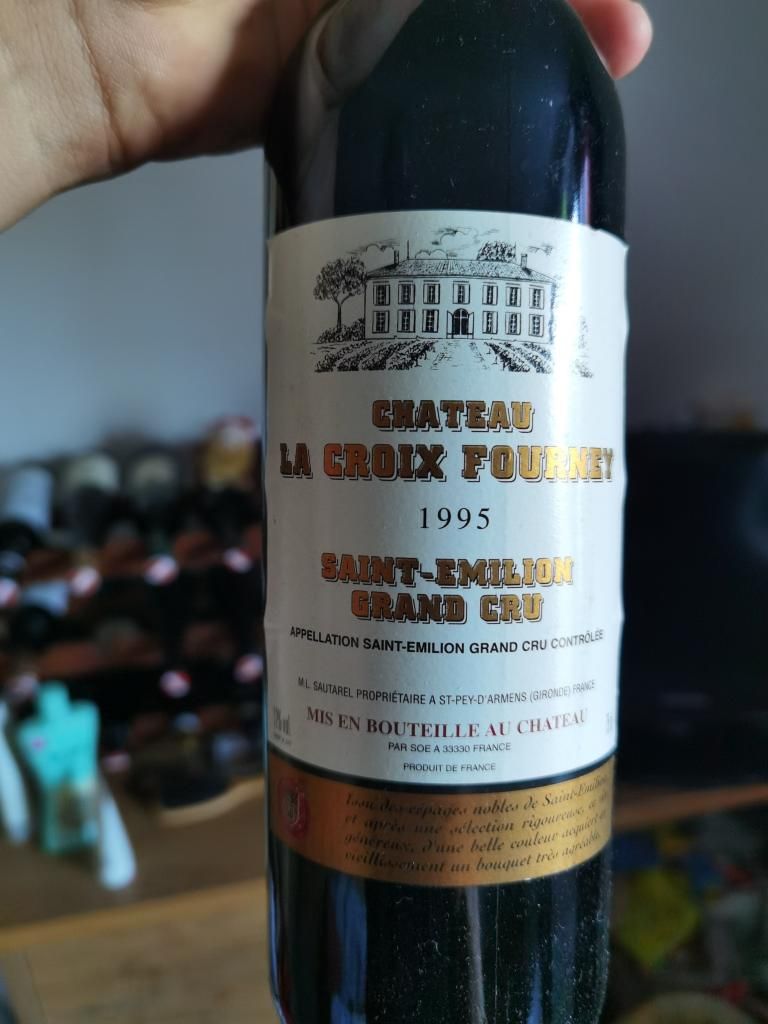 CHATEAU
LA CROIX FOURNEY
1995
SAINT-EMILION
GRAND CRU
APPELLATION SAINT-EMILION GRAND CRU CONTRÔLÉE
M.L. SAUTAREL PROPRIÉTAIRE A ST-PEY-D'ARMENS (GIRONDE) FRANCE
MIS EN BOUTEILLE AU CHATEAU
PAR SOE A 33330 FRANCE
PRODUIT DE FRANCE
Issu des cépages nobles de Saint-Emilion,
et après une sélection rigoureuse, ce
généreux, d'une belle couleur acquiert
vieillissement un bouquet très agréable.